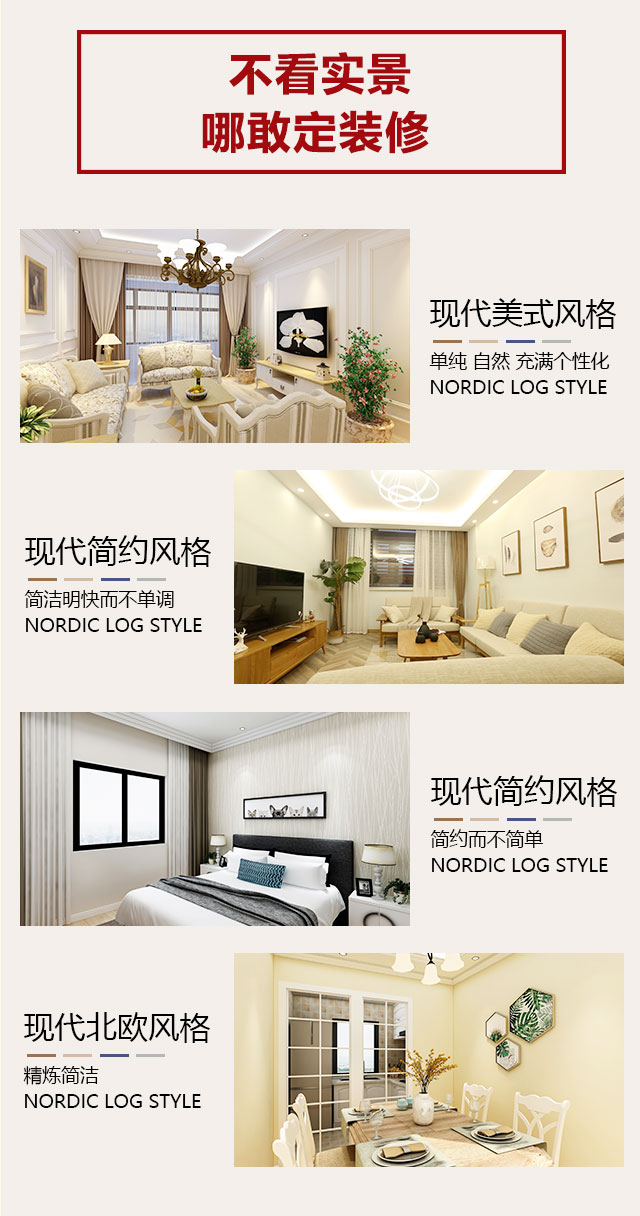 不看实景
哪敢定装修
现代美式风格
单纯 自然 充满个性化
NORDIC LOG STYLE
现代简约风格
简洁明快而不单调
NORDIC LOG STYLE
现代简约风格
简约而不简单
NORDIC LOG STYLE
现代北欧风格
精炼简洁
NORDIC LOG STYLE